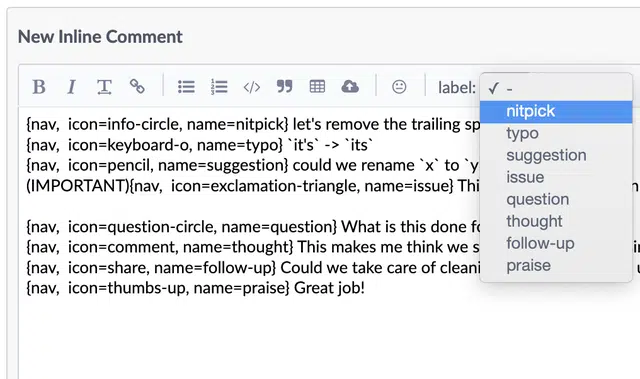 New Inline Comment
B I T </> label: ✓ -
nitpick
typo
suggestion
issue
question
thought
follow-up
praise
{nav, icon=info-circle, name=nitpick} let's remove the trailing
{nav, icon=keyboard-o, name=typo} `it's` -> `its`
{nav, icon=pencil, name=suggestion} could we rename `x` to `y
(IMPORTANT){nav, icon=exclamation-triangle, name=issue}
{nav, icon=question-circle, name=question} What is this done
{nav, icon=comment, name=thought} This makes me think we
{nav, icon=share, name=follow-up} Could we take care of
{nav, icon=thumbs-up, name=praise} Great job!